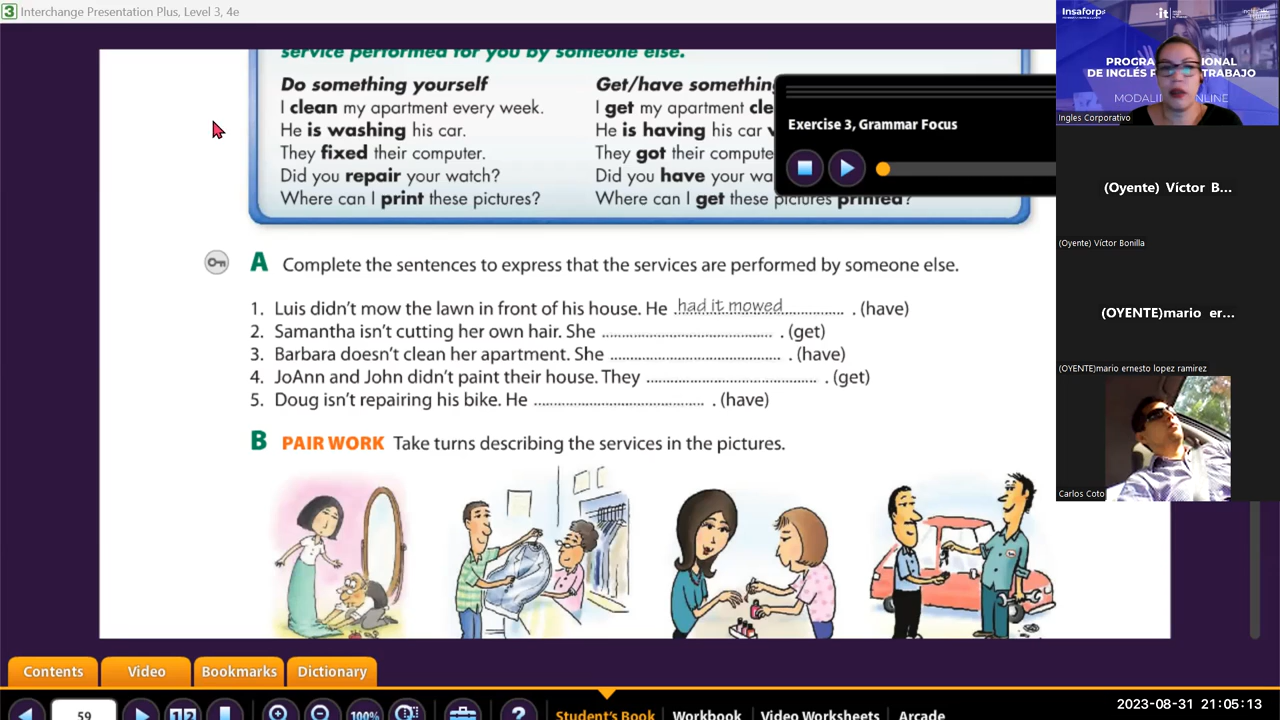 Interchange Presentation Plus, Level 3, 4e
service performed for you by someone else.
Do something yourself
Get/have something
I clean my apartment every week.
I get my apartment cle
He is washing his car.
He is having his car
They fixed their computer.
They got their compute
Did you repair your watch?
Did you have your wa
Where can I print these pictures?
Where can I get these pictures printed?
Exercise 3, Grammar Focus
A Complete the sentences to express that the services are performed by someone else.
1. Luis didn't mow the lawn in front of his house. He had it mowed . (have)
2. Samantha isn't cutting her own hair. She . (get)
3. Barbara doesn't clean her apartment. She . (have)
4. JoAnn and John didn't paint their house. They . (get)
5. Doug isn't repairing his bike. He . (have)
B PAIR WORK Take turns describing the services in the pictures.
Contents
Video
Bookmarks
Dictionary
59
100%
Student's Book
Workbook
Video Worksheets
Arcade
Insaforp
it
PROGRA IONAL
DE INGLÉS P TRABAJO
MODALI NLINE
Ingles Corporativo
(Oyente) Víctor B...
(Oyente) Víctor Bonilla
(OYENTE)mario er...
(OYENTE)mario ernesto lopez ramirez
Carlos Coto
2023-08-31 21:05:13